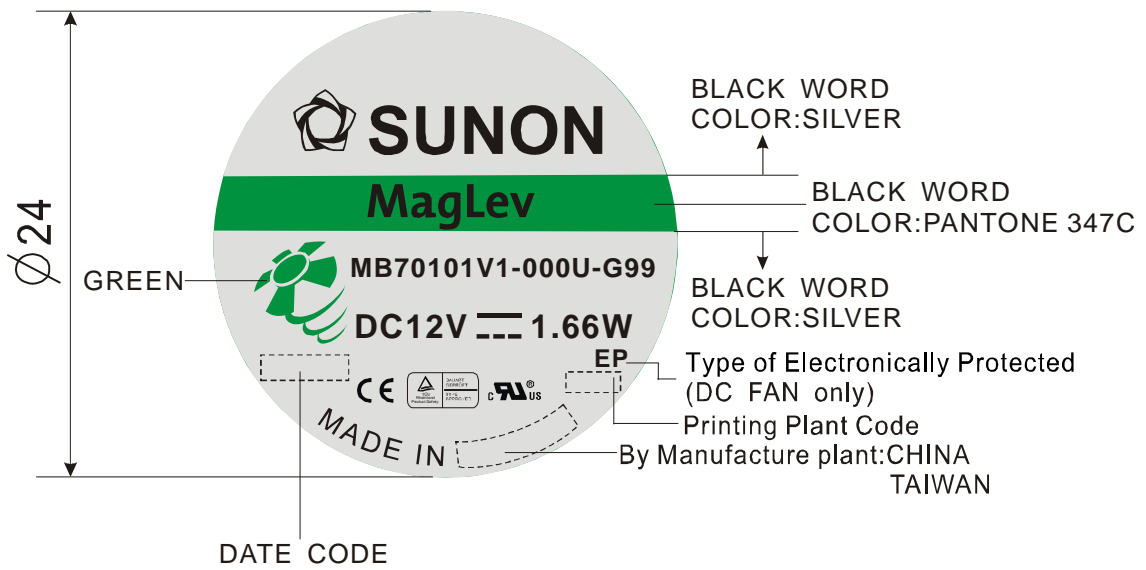 BLACK WORD
COLOR:SILVER
SUNON
MagLev
BLACK WORD
COLOR:PANTONE 347C
Ø24
GREEN
MB70101V1-000U-G99
BLACK WORD
COLOR:SILVER
DC12V 1.66W
EP
Type of Electronically Protected
(DC FAN only)
CE
C US
®
Printing Plant Code
MADE IN
By Manufacture plant:CHINA
TAIWAN
DATE CODE